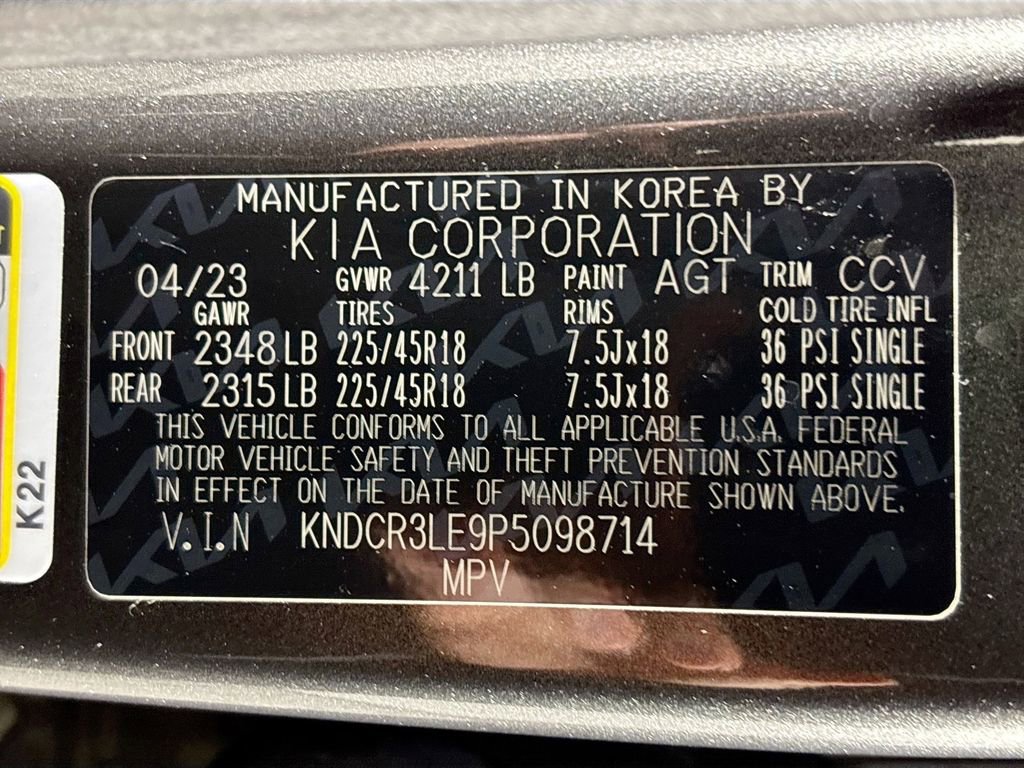 MANUFACTURED IN KOREA BY
KIA CORPORATION
04/23 GVWR 4211 LB PAINT AGT TRIM CCV
GAWR TIRES RIMS COLD TIRE INFL
FRONT 2348 LB 225/45R18 7.5Jx18 36 PSI SINGLE
REAR 2315 LB 225/45R18 7.5Jx18 36 PSI SINGLE
THIS VEHICLE CONFORMS TO ALL APPLICABLE U.S.A. FEDERAL
MOTOR VEHICLE SAFETY AND THEFT PREVENTION STANDARDS
IN EFFECT ON THE DATE OF MANUFACTURE SHOWN ABOVE.
V.I.N KNDCR3LE9P5098714
MPV
K22